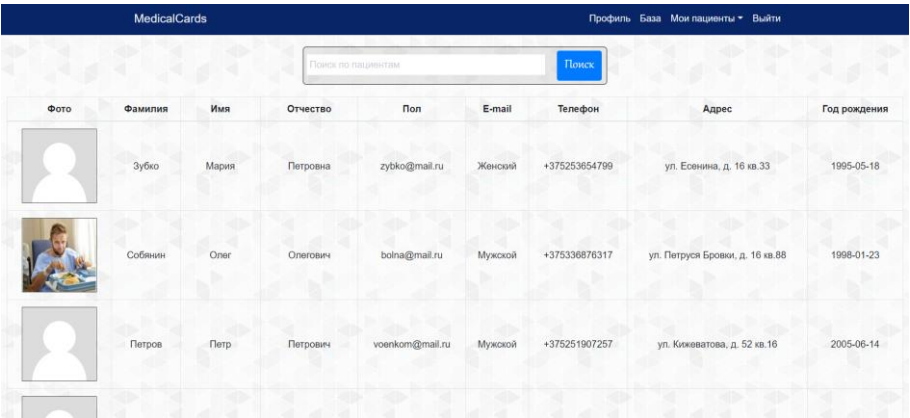 MedicalCards Профиль База Мои пациенты Выйти
Поиск по пациентам Поиск
Фото Фамилия Имя Отчество Пол E-mail Телефон Адрес Год рождения
Зубко Мария Петровна zybko@mail.ru Женский +375253654799 ул. Есенина, д. 16 кв.33 1995-05-18
Собянин Олег Олегович bolna@mail.ru Мужской +375336876317 ул. Петруся Бровки, д. 16 кв.88 1998-01-23
Петров Петр Петрович voenkom@mail.ru Мужской +375251907257 ул. Кижеватова, д. 52 кв.16 2005-06-14